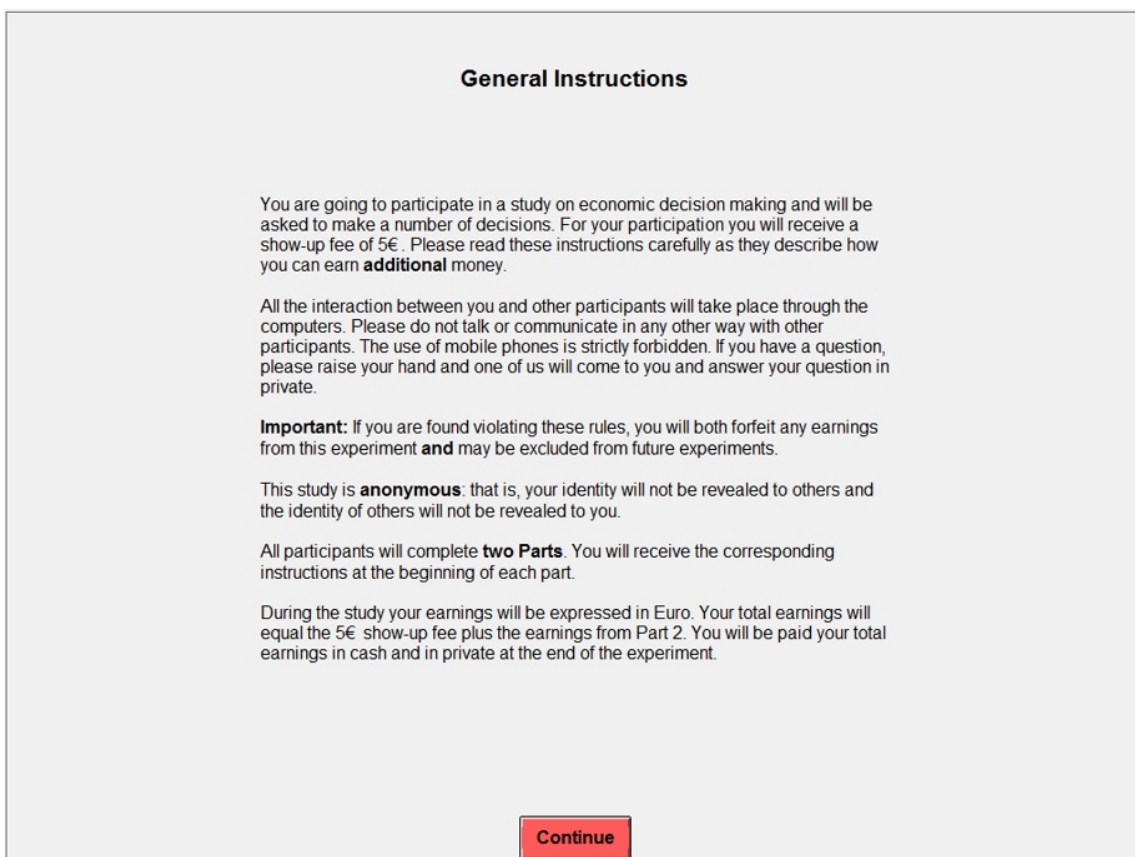 General Instructions
You are going to participate in a study on economic decision making and will be
asked to make a number of decisions. For your participation you will receive a
show-up fee of 5€ . Please read these instructions carefully as they describe how
you can earn additional money.
All the interaction between you and other participants will take place through the
computers. Please do not talk or communicate in any other way with other
participants. The use of mobile phones is strictly forbidden. If you have a question,
please raise your hand and one of us will come to you and answer your question in
private.
Important: If you are found violating these rules, you will both forfeit any earnings
from this experiment and may be excluded from future experiments.
This study is anonymous: that is, your identity will not be revealed to others and
the identity of others will not be revealed to you.
All participants will complete two Parts. You will receive the corresponding
instructions at the beginning of each part.
During the study your earnings will be expressed in Euro. Your total earnings will
equal the 5€ show-up fee plus the earnings from Part 2. You will be paid your total
earnings in cash and in private at the end of the experiment.
Continue